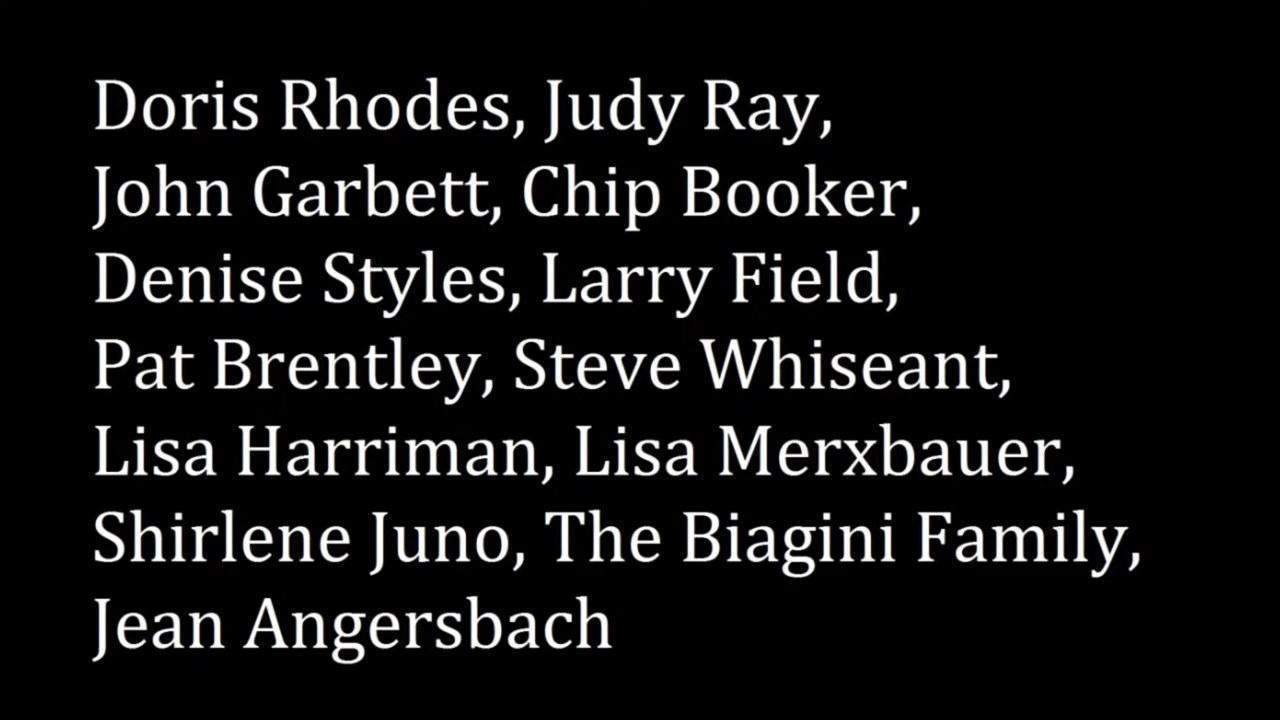 Doris Rhodes, Judy Ray,
John Garbett, Chip Booker,
Denise Styles, Larry Field,
Pat Brentley, Steve Whiseant,
Lisa Harriman, Lisa Merxbauer,
Shirlene Juno, The Biagini Family,
Jean Angersbach